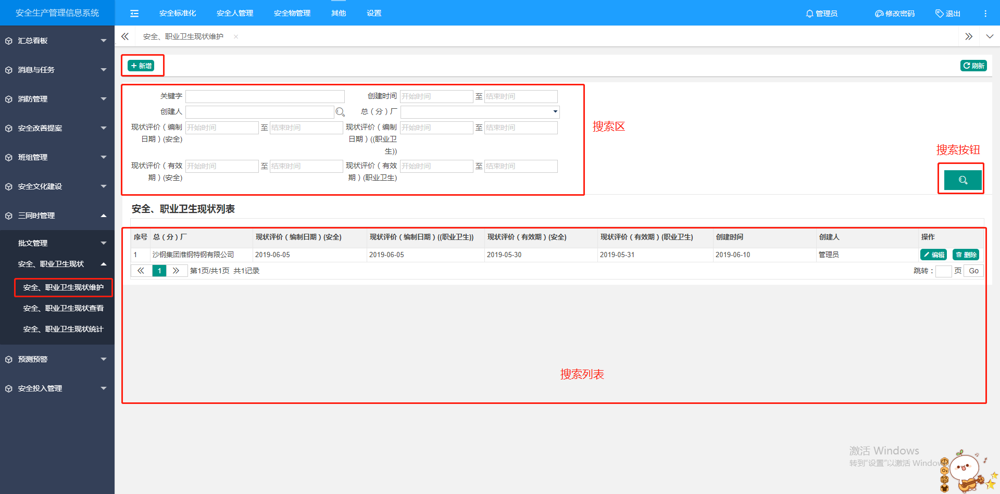 安全生产管理信息系统
安全标准化
安全人管理
安全物管理
其他
设置
管理员
修改密码
退出
安全、职业卫生现状维护
汇总看板
消息与任务
消防管理
安全改善提案
班组管理
安全文化建设
三同时管理
批文管理
安全、职业卫生现状
安全、职业卫生现状维护
安全、职业卫生现状查看
安全、职业卫生现状统计
预测预警
安全投入管理
新增
刷新
关键字
创建时间 开始时间 至 结束时间
创建人
总（分）厂
现状评价（编制日期）(安全) 开始时间 至 结束时间
现状评价（编制日期）((职业卫生)) 开始时间 至 结束时间
现状评价（有效期）(安全) 开始时间 至 结束时间
现状评价（有效期）(职业卫生) 开始时间 至 结束时间
搜索区
搜索按钮
安全、职业卫生现状列表
序号 总（分）厂 现状评价（编制日期）(安全) 现状评价（编制日期）((职业卫生)) 现状评价（有效期）(安全) 现状评价（有效期）(职业卫生) 创建时间 创建人 操作
1 沙钢集团淮钢特钢有限公司 2019-06-05 2019-06-05 2019-05-30 2019-05-31 2019-06-10 管理员 编辑 删除
1 第1页/共1页 共1记录 跳转： 页 Go
搜索列表
激活 Windows
转到“设置”以激活 Window
中
简